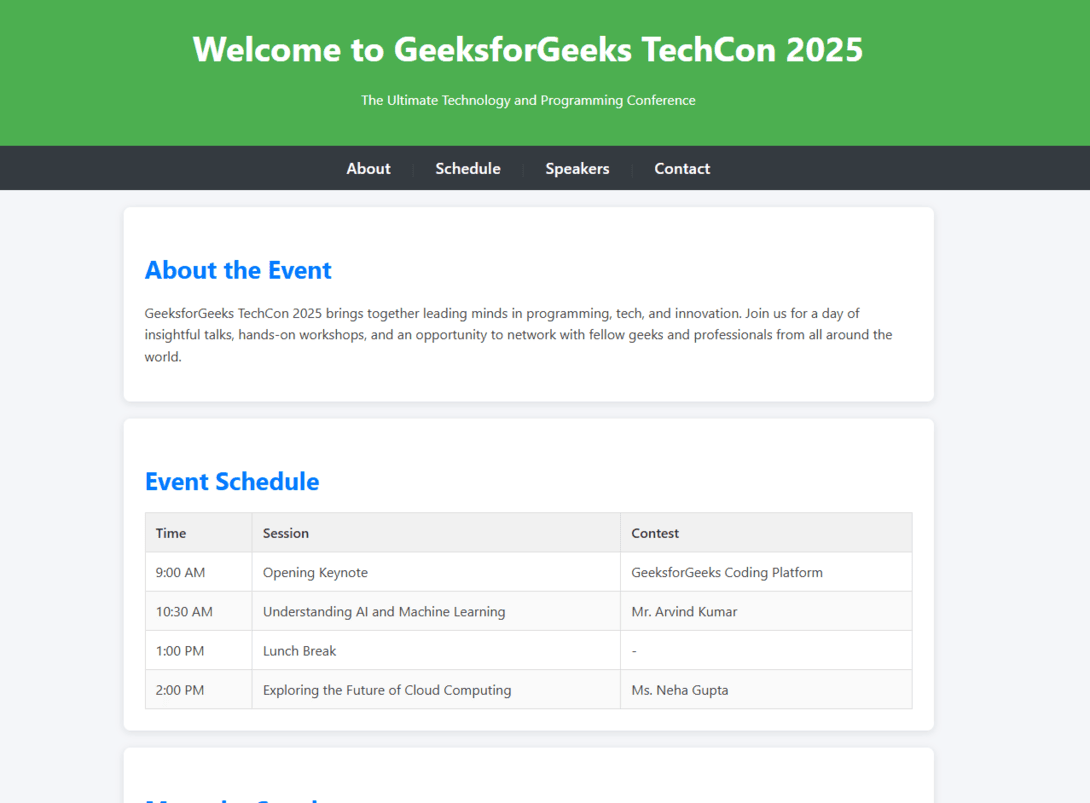 Welcome to GeeksforGeeks TechCon 2025
The Ultimate Technology and Programming Conference
About | Schedule | Speakers | Contact
About the Event
GeeksforGeeks TechCon 2025 brings together leading minds in programming, tech, and innovation. Join us for a day of
insightful talks, hands-on workshops, and an opportunity to network with fellow geeks and professionals from all around the
world.
Event Schedule
Time Session Contest
9:00 AM Opening Keynote GeeksforGeeks Coding Platform
10:30 AM Understanding AI and Machine Learning Mr. Arvind Kumar
1:00 PM Lunch Break -
2:00 PM Exploring the Future of Cloud Computing Ms. Neha Gupta